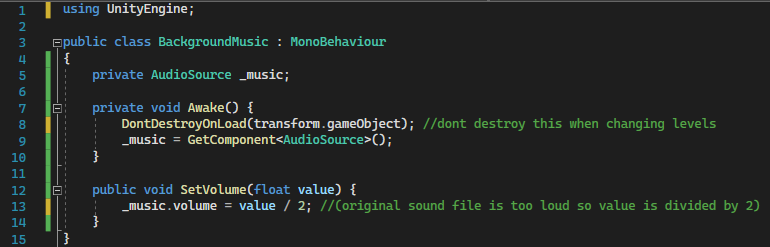 1 using UnityEngine;
2
3 public class BackgroundMusic : MonoBehaviour
4 {
5     private AudioSource _music;
6
7     private void Awake() {
8         DontDestroyOnLoad(transform.gameObject); //dont destroy this when changing levels
9         _music = GetComponent<AudioSource>();
10     }
11
12     public void SetVolume(float value) {
13         _music.volume = value / 2; //(original sound file is too loud so value is divided by 2)
14     }
15 }